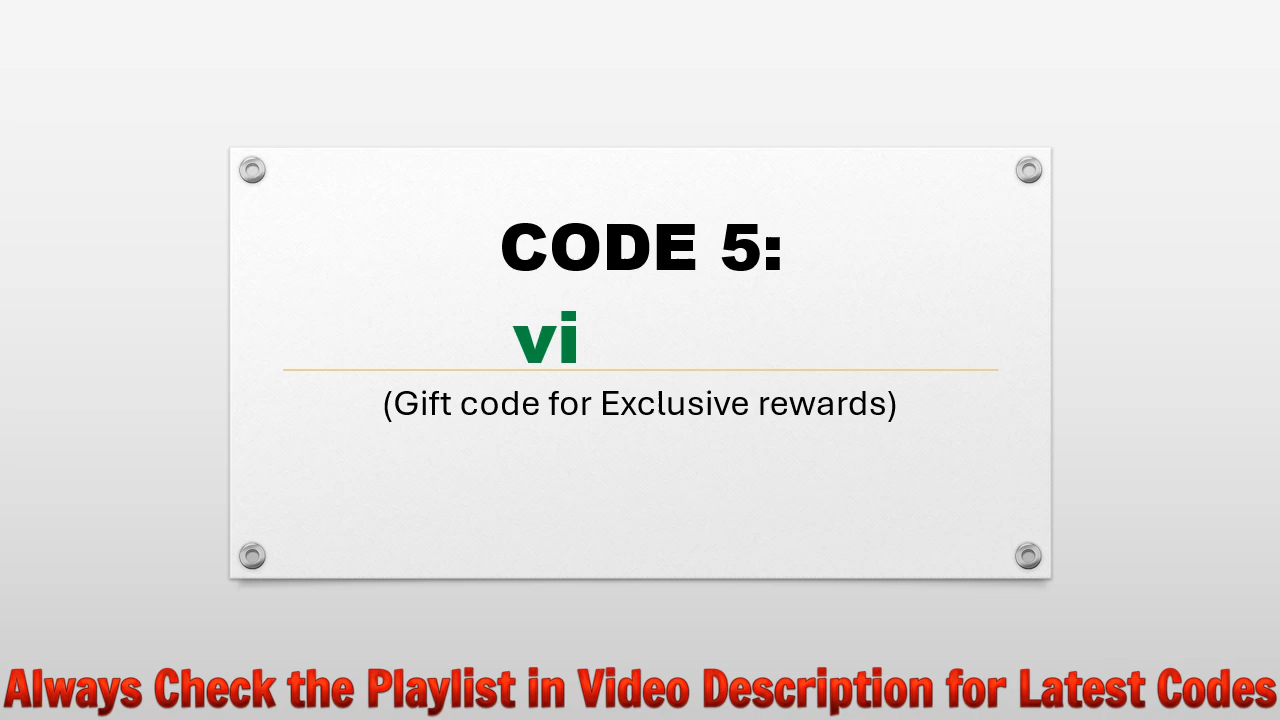 CODE 5:
vi
(Gift code for Exclusive rewards)
Always Check the Playlist in Video Description for Latest Codes